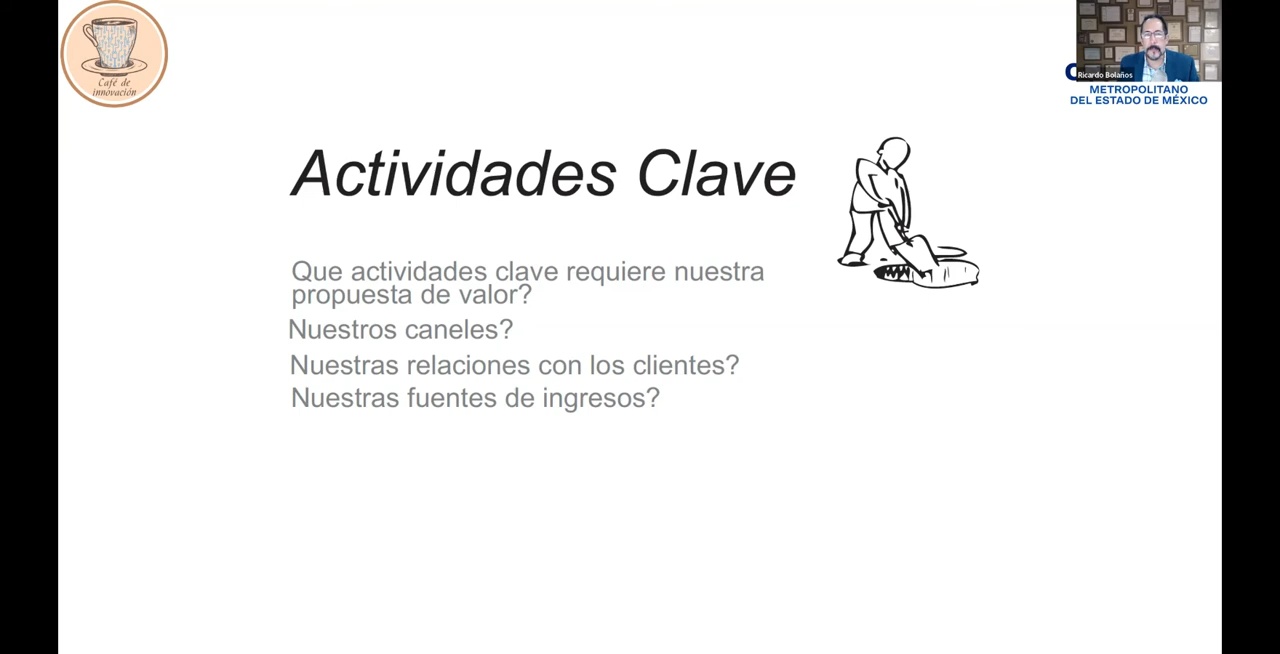 Café de
innovación
Ricardo Bolaños
METROPOLITANO
DEL ESTADO DE MÉXICO
Actividades Clave
Que actividades clave requiere nuestra
propuesta de valor?
Nuestros caneles?
Nuestras relaciones con los clientes?
Nuestras fuentes de ingresos?